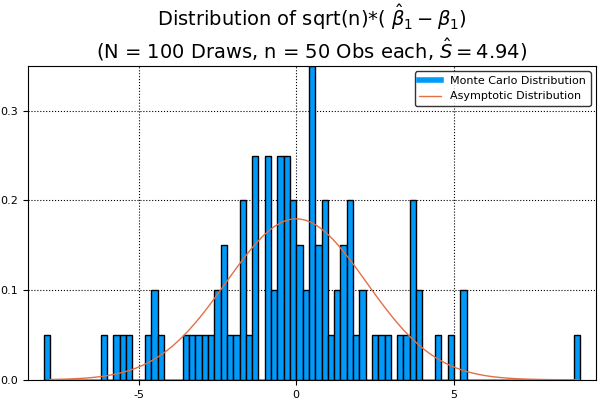 Distribution of sqrt(n)*( β̂₁ − β₁)
(N = 100 Draws, n = 50 Obs each, Ŝ = 4.94)
Monte Carlo Distribution
Asymptotic Distribution
0.3
0.2
0.1
0.0
-5 0 5